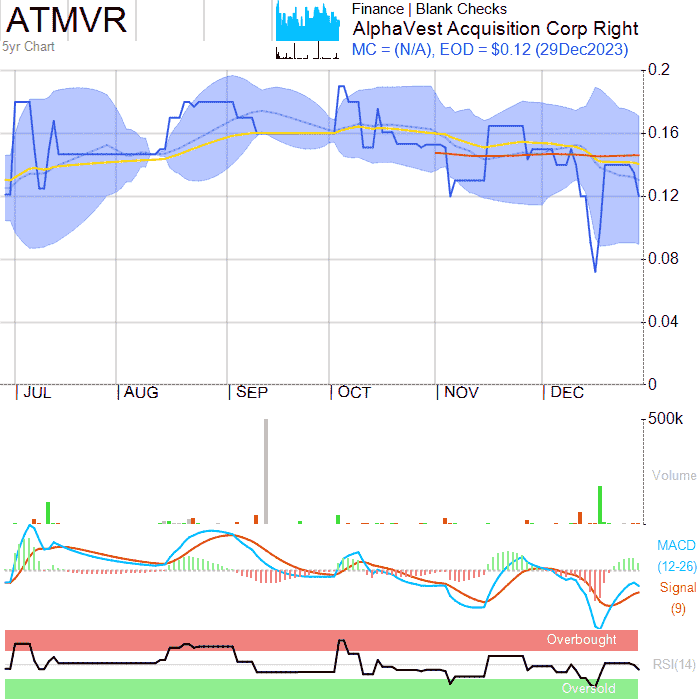 ATMVR
5yr Chart
Finance | Blank Checks
AlphaVest Acquisition Corp Right
MC = (N/A), EOD = $0.12 (29Dec2023)
0.2
0.16
0.12
0.08
0.04
0
JUL AUG SEP OCT NOV DEC
500k
Volume
MACD
(12-26)
Signal
(9)
Overbought
RSI(14)
Oversold